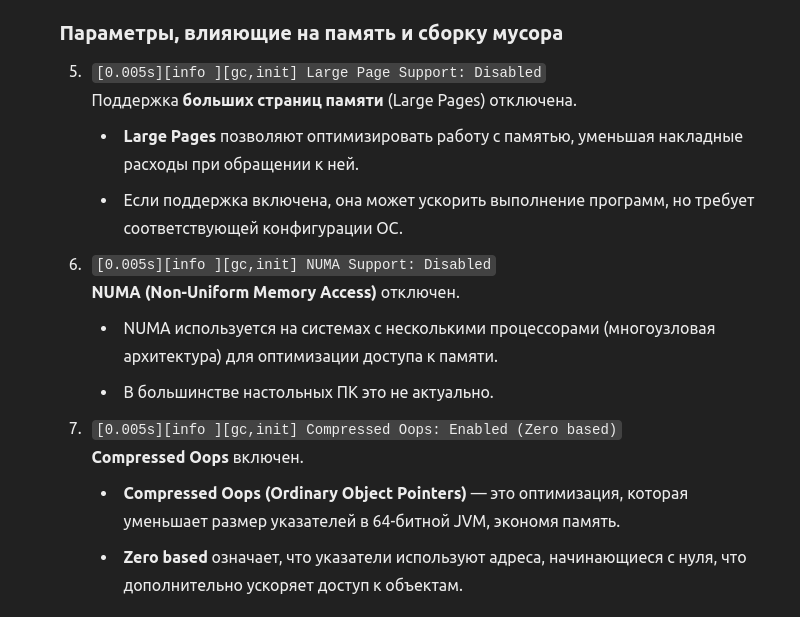 Параметры, влияющие на память и сборку мусора
5. [0.005s][info ][gc,init] Large Page Support: Disabled
Поддержка больших страниц памяти (Large Pages) отключена.
• Large Pages позволяют оптимизировать работу с памятью, уменьшая накладные
расходы при обращении к ней.
• Если поддержка включена, она может ускорить выполнение программ, но требует
соответствующей конфигурации ОС.
6. [0.005s][info ][gc,init] NUMA Support: Disabled
NUMA (Non-Uniform Memory Access) отключен.
• NUMA используется на системах с несколькими процессорами (многоузловая
архитектура) для оптимизации доступа к памяти.
• В большинстве настольных ПК это не актуально.
7. [0.005s][info ][gc,init] Compressed Oops: Enabled (Zero based)
Compressed Oops включен.
• Compressed Oops (Ordinary Object Pointers) — это оптимизация, которая
уменьшает размер указателей в 64-битной JVM, экономя память.
• Zero based означает, что указатели используют адреса, начинающиеся с нуля, что
дополнительно ускоряет доступ к объектам.